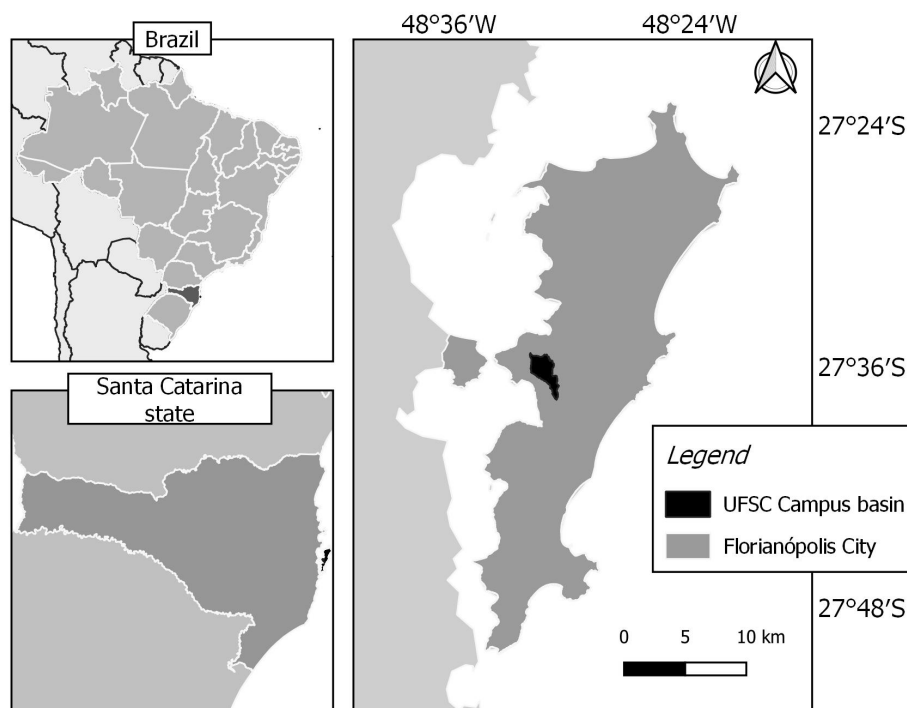 Brazil
Santa Catarina
state
48°36′W
48°24′W
27°24′S
27°36′S
27°48′S
Legend
UFSC Campus basin
Florianópolis City
0 5 10 km